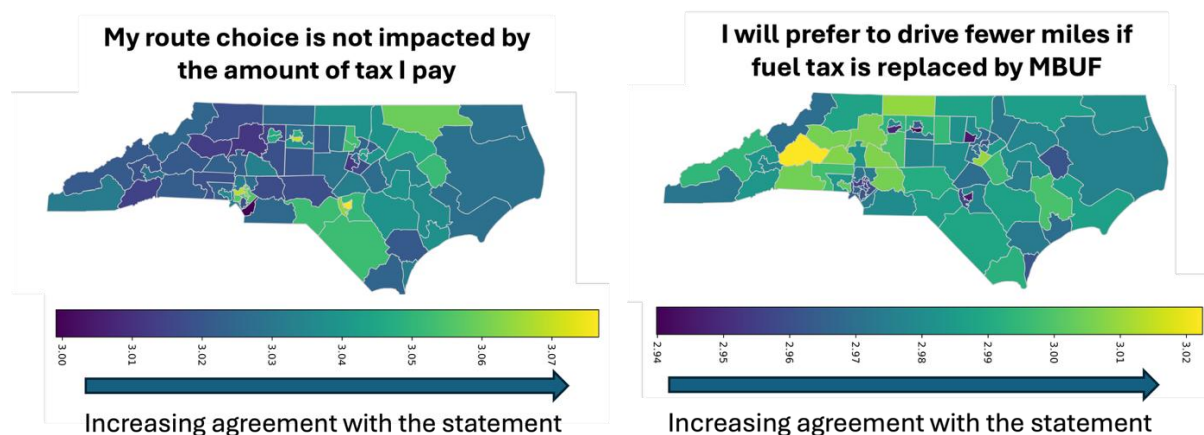 My route choice is not impacted by
the amount of tax I pay
3.00
3.01
3.02
3.03
3.04
3.05
3.06
3.07
Increasing agreement with the statement
I will prefer to drive fewer miles if
fuel tax is replaced by MBUF
2.94
2.95
2.96
2.97
2.98
2.99
3.00
3.01
3.02
Increasing agreement with the statement